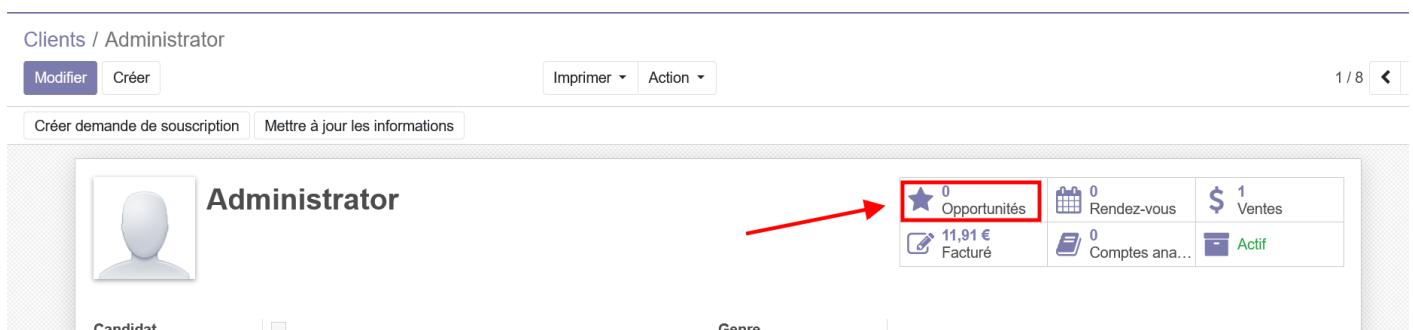 Clients / Administrator
Modifier Créer Imprimer Action 1 / 8
Créer demande de souscription Mettre à jour les informations
Administrator
0 Opportunités 0 Rendez-vous 1 Ventes
11,91 € Facturé 0 Comptes ana... Actif
Candidat Genre